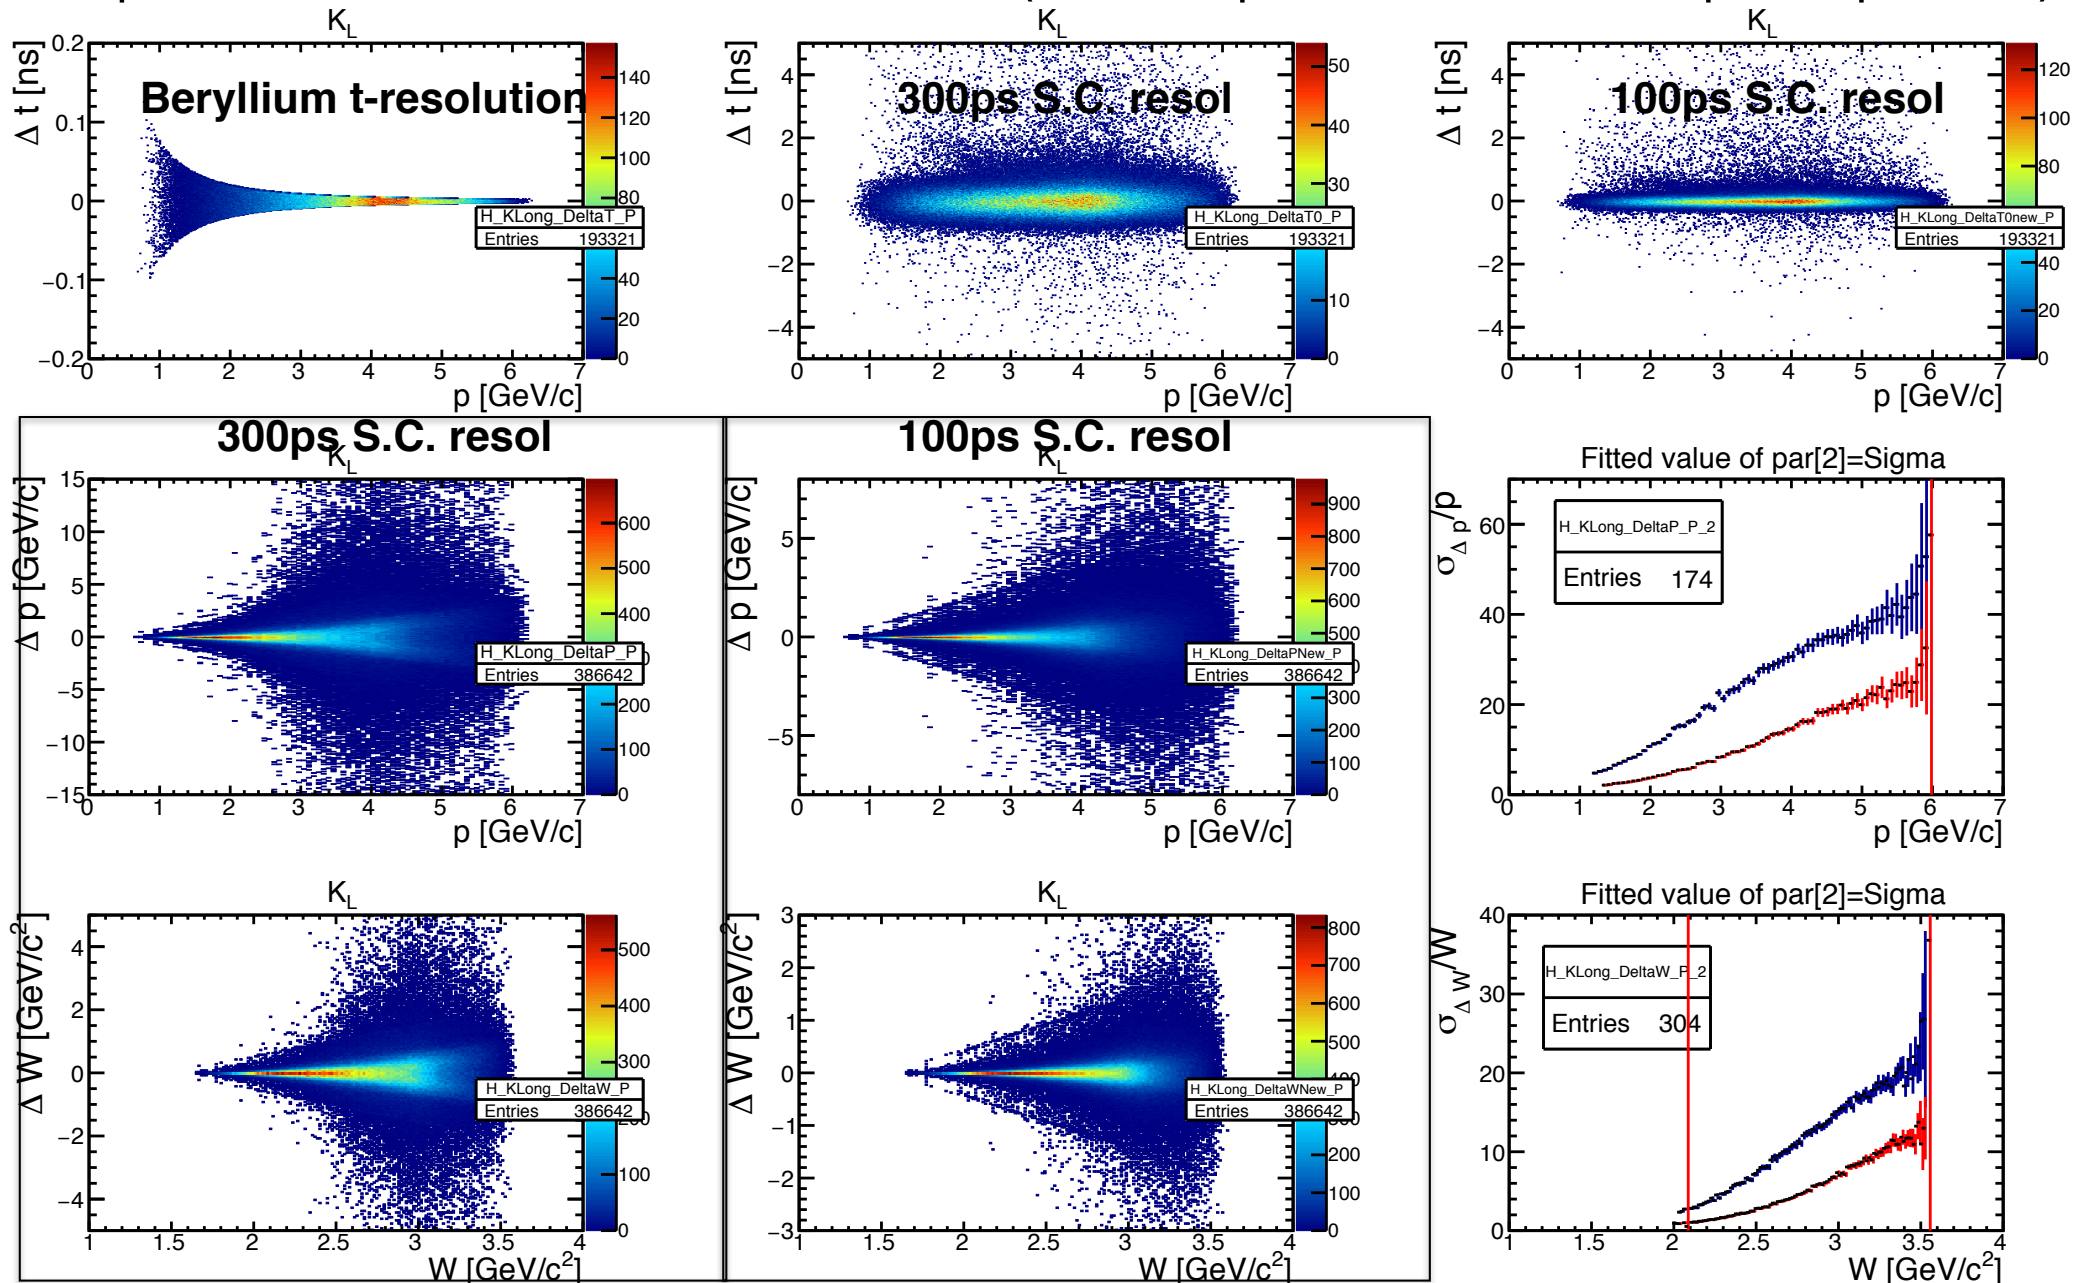 K_L
Δ t [ns]
Beryllium t-resolution
0.2
0.1
0
−0.1
−0.2
140
120
100
80
40
20
0
H_KLong_DeltaT_P
Entries 193321
0 1 2 3 4 5 6 7
p [GeV/c]
K_L
Δ t [ns]
300ps S.C. resol
4
2
0
−2
−4
50
40
30
10
0
H_KLong_DeltaT0_P
Entries 193321
0 1 2 3 4 5 6 7
p [GeV/c]
K_L
Δ t [ns]
100ps S.C. resol
4
2
0
−2
−4
120
100
80
40
20
0
H_KLong_DeltaT0new_P
Entries 193321
0 1 2 3 4 5 6 7
p [GeV/c]
300ps S.C. resol
K_L
Δ p [GeV/c]
15
10
5
0
−5
−10
−15
600
500
400
200
100
0
H_KLong_DeltaP_P
Entries 386642
0 1 2 3 4 5 6 7
p [GeV/c]
100ps S.C. resol
K_L
Δ p [GeV/c]
5
0
−5
900
800
700
600
500
300
200
100
0
H_KLong_DeltaPNew_P
Entries 386642
0 1 2 3 4 5 6 7
p [GeV/c]
Fitted value of par[2]=Sigma
σ_Δ p/p
60
40
20
0
H_KLong_DeltaP_P_2
Entries 174
0 1 2 3 4 5 6 7
p [GeV/c]
K_L
Δ W [GeV/c²]
4
2
0
−2
−4
500
400
300
200
100
0
H_KLong_DeltaW_P
Entries 386642
1 1.5 2 2.5 3 3.5 4
W [GeV/c²]
K_L
Δ W [GeV/c²]
3
2
1
0
−1
−2
−3
800
700
600
500
400
300
200
100
0
H_KLong_DeltaWNew_P
Entries 386642
1 1.5 2 2.5 3 3.5 4
W [GeV/c²]
Fitted value of par[2]=Sigma
σ_Δ W/W
40
30
20
10
0
H_KLong_DeltaW_P_2
Entries 304
1 1.5 2 2.5 3 3.5 4
W [GeV/c²]